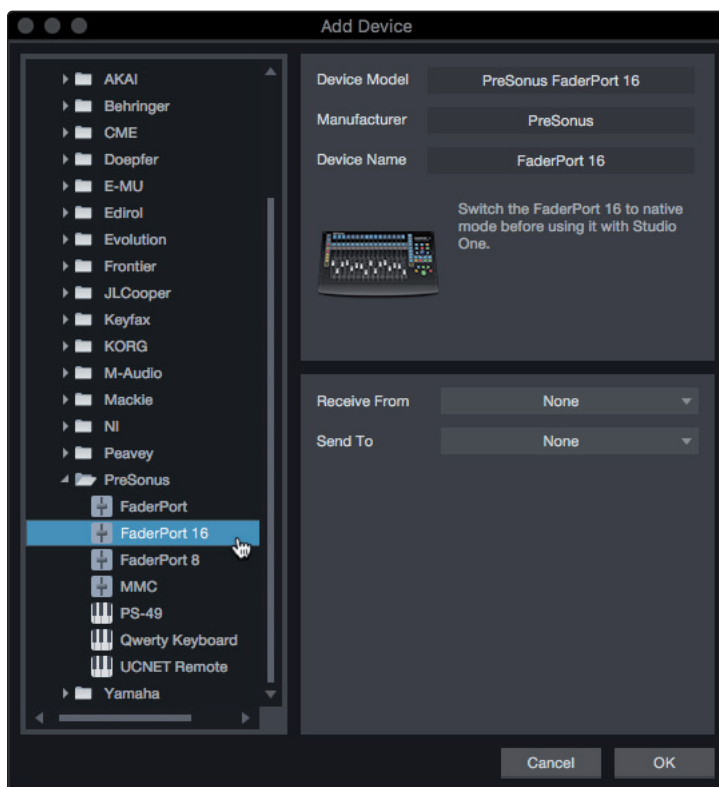 Add Device
AKAI
Behringer
CME
Doepfer
E-MU
Edirol
Evolution
Frontier
JLCooper
Keyfax
KORG
M-Audio
Mackie
NI
Peavey
PreSonus
FaderPort
FaderPort 16
FaderPort 8
MMC
PS-49
Qwerty Keyboard
UCNET Remote
Yamaha
Device Model PreSonus FaderPort 16
Manufacturer PreSonus
Device Name FaderPort 16
Switch the FaderPort 16 to native
mode before using it with Studio
One.
Receive From None
Send To None
Cancel OK